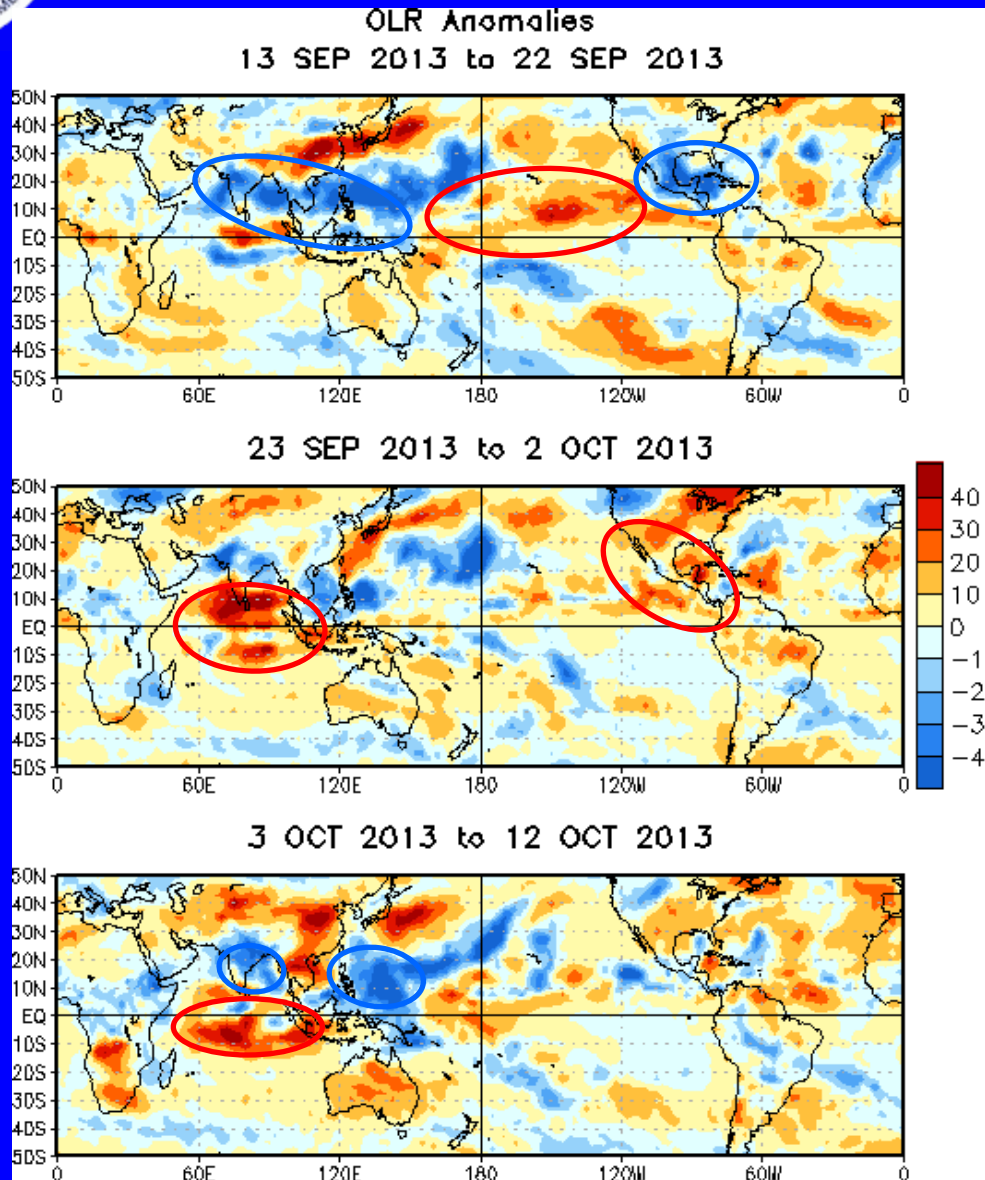 OLR Anomalies
13 SEP 2013 to 22 SEP 2013
50N
40N
30N
20N
10N
EQ
10S
20S
30S
40S
50S
0 60E 120E 180 120W 60W 0
23 SEP 2013 to 2 OCT 2013
50N
40N
30N
20N
10N
EQ
10S
20S
30S
40S
50S
0 60E 120E 180 120W 60W 0
40
30
20
10
0
-1
-2
-3
-4
3 OCT 2013 to 12 OCT 2013
50N
40N
30N
20N
10N
EQ
10S
20S
30S
40S
50S
0 60E 120E 180 120W 60W 0